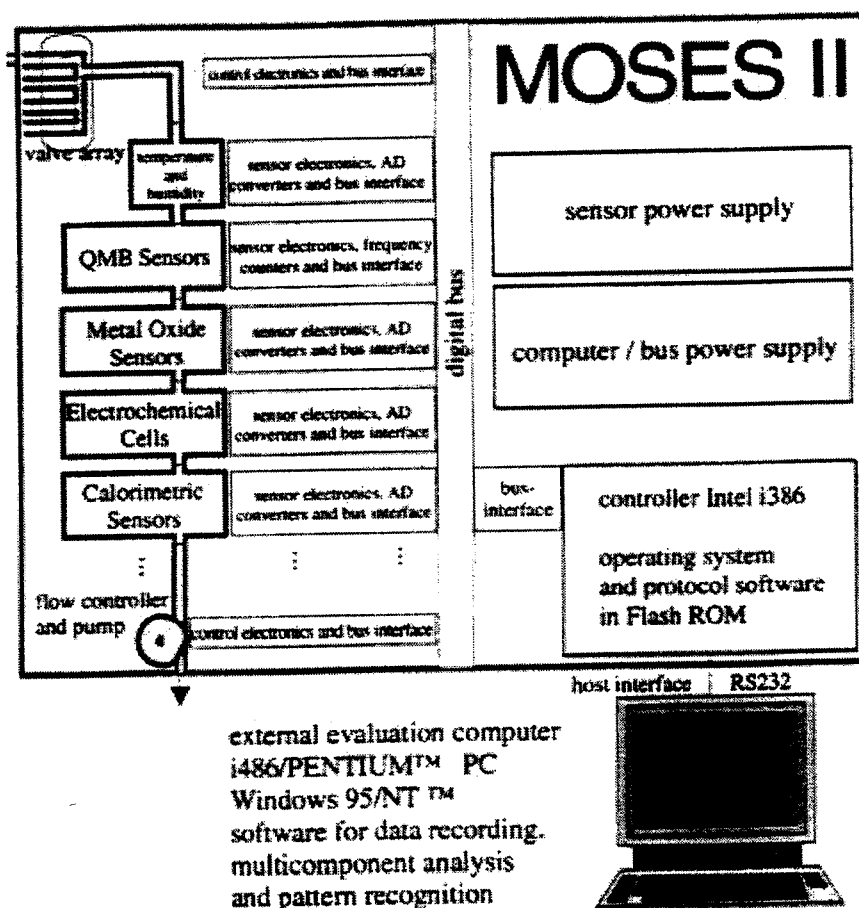 MOSES II
control electronics and bus interface
valve array
temperature
and
humidity
sensor electronics, AD
converters and bus interface
QMB Sensors
sensor electronics, frequency
counters and bus interface
Metal Oxide
Sensors
sensor electronics, AD
converters and bus interface
Electrochemical
Cells
sensor electronics, AD
converters and bus interface
Calorimetric
Sensors
sensor electronics, AD
converters and bus interface
flow controller
and pump
control electronics and bus interface
digital bus
sensor power supply
computer / bus power supply
bus-
interface
controller Intel i386
operating system
and protocol software
in Flash ROM
host interface
RS232
external evaluation computer
i486/PENTIUM™ PC
Windows 95/NT ™
software for data recording.
multicomponent analysis
and pattern recognition